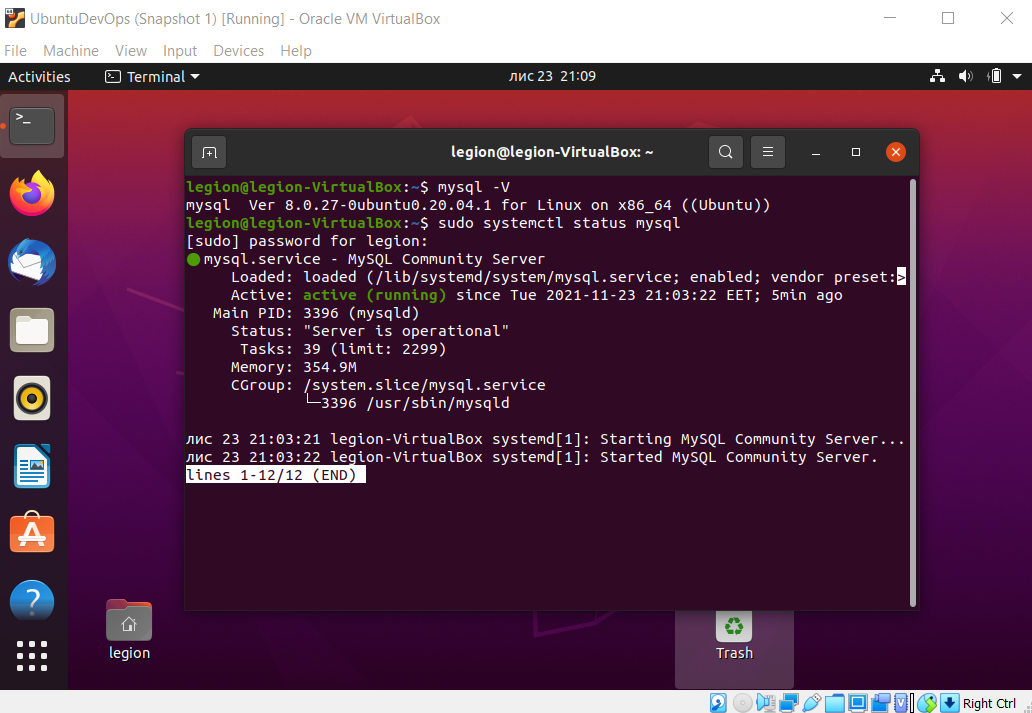 UbuntuDevOps (Snapshot 1) [Running] - Oracle VM VirtualBox
File Machine View Input Devices Help
Activities Terminal лис 23 21:09
legion@legion-VirtualBox: ~
legion@legion-VirtualBox:~$ mysql -V
mysql  Ver 8.0.27-0ubuntu0.20.04.1 for Linux on x86_64 ((Ubuntu))
legion@legion-VirtualBox:~$ sudo systemctl status mysql
[sudo] password for legion:
● mysql.service - MySQL Community Server
     Loaded: loaded (/lib/systemd/system/mysql.service; enabled; vendor preset:>
     Active: active (running) since Tue 2021-11-23 21:03:22 EET; 5min ago
   Main PID: 3396 (mysqld)
     Status: "Server is operational"
      Tasks: 39 (limit: 2299)
     Memory: 354.9M
     CGroup: /system.slice/mysql.service
             └─3396 /usr/sbin/mysqld
лис 23 21:03:21 legion-VirtualBox systemd[1]: Starting MySQL Community Server...
лис 23 21:03:22 legion-VirtualBox systemd[1]: Started MySQL Community Server.
lines 1-12/12 (END)
legion
Trash
Right Ctrl